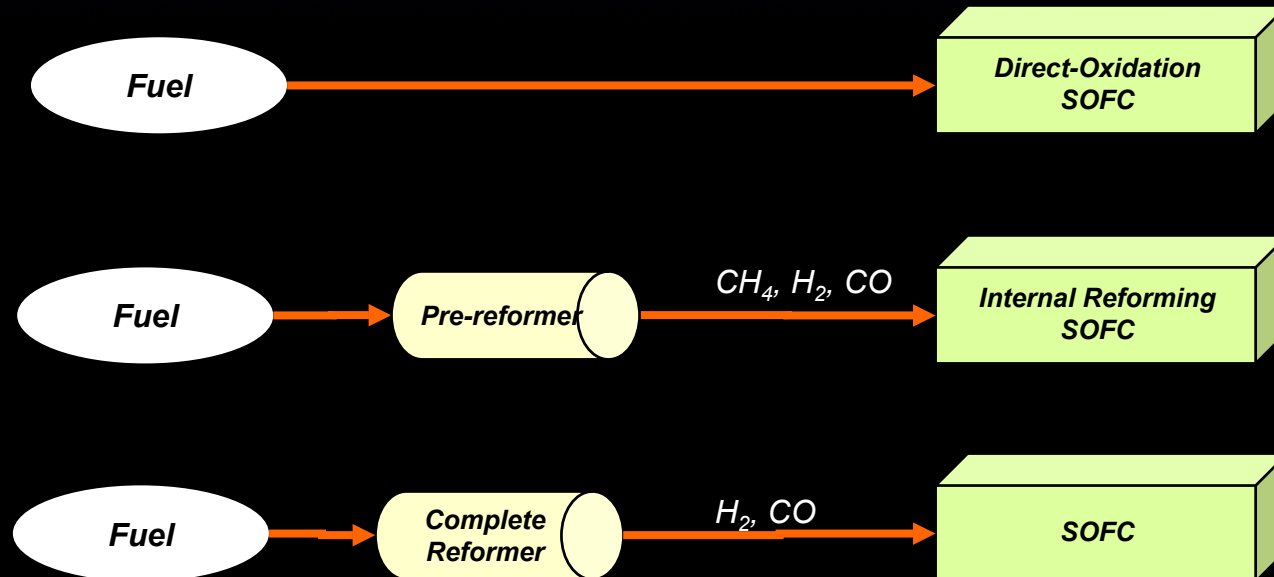 Fuel
Direct-Oxidation
SOFC
Fuel
Pre-reformer
CH₄, H₂, CO
Internal Reforming
SOFC
Fuel
Complete
Reformer
H₂, CO
SOFC